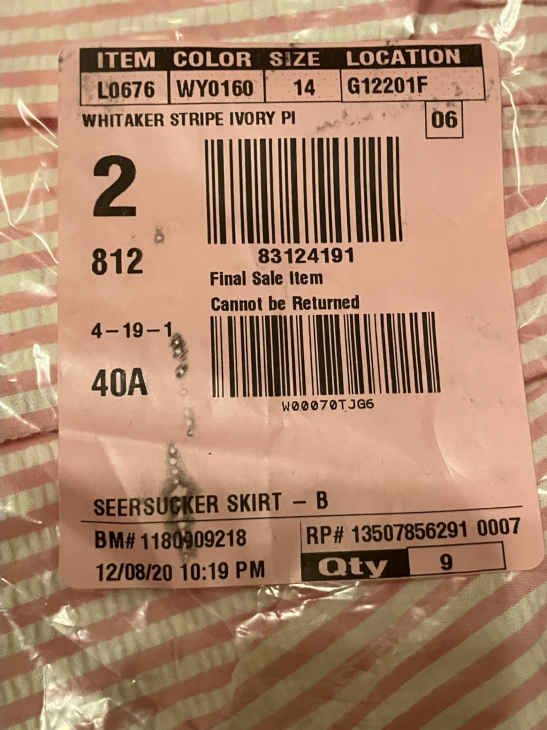 ITEM COLOR SIZE LOCATION
L0676 WY0160 14 G12201F
WHITAKER STRIPE IVORY PI 06
2
83124191
812
Final Sale Item
Cannot be Returned
4-19-1
40A
W00070TJG6
SEERSUCKER SKIRT - B
BM# 1180909218 RP# 13507856291 0007
12/08/20 10:19 PM Qty 9